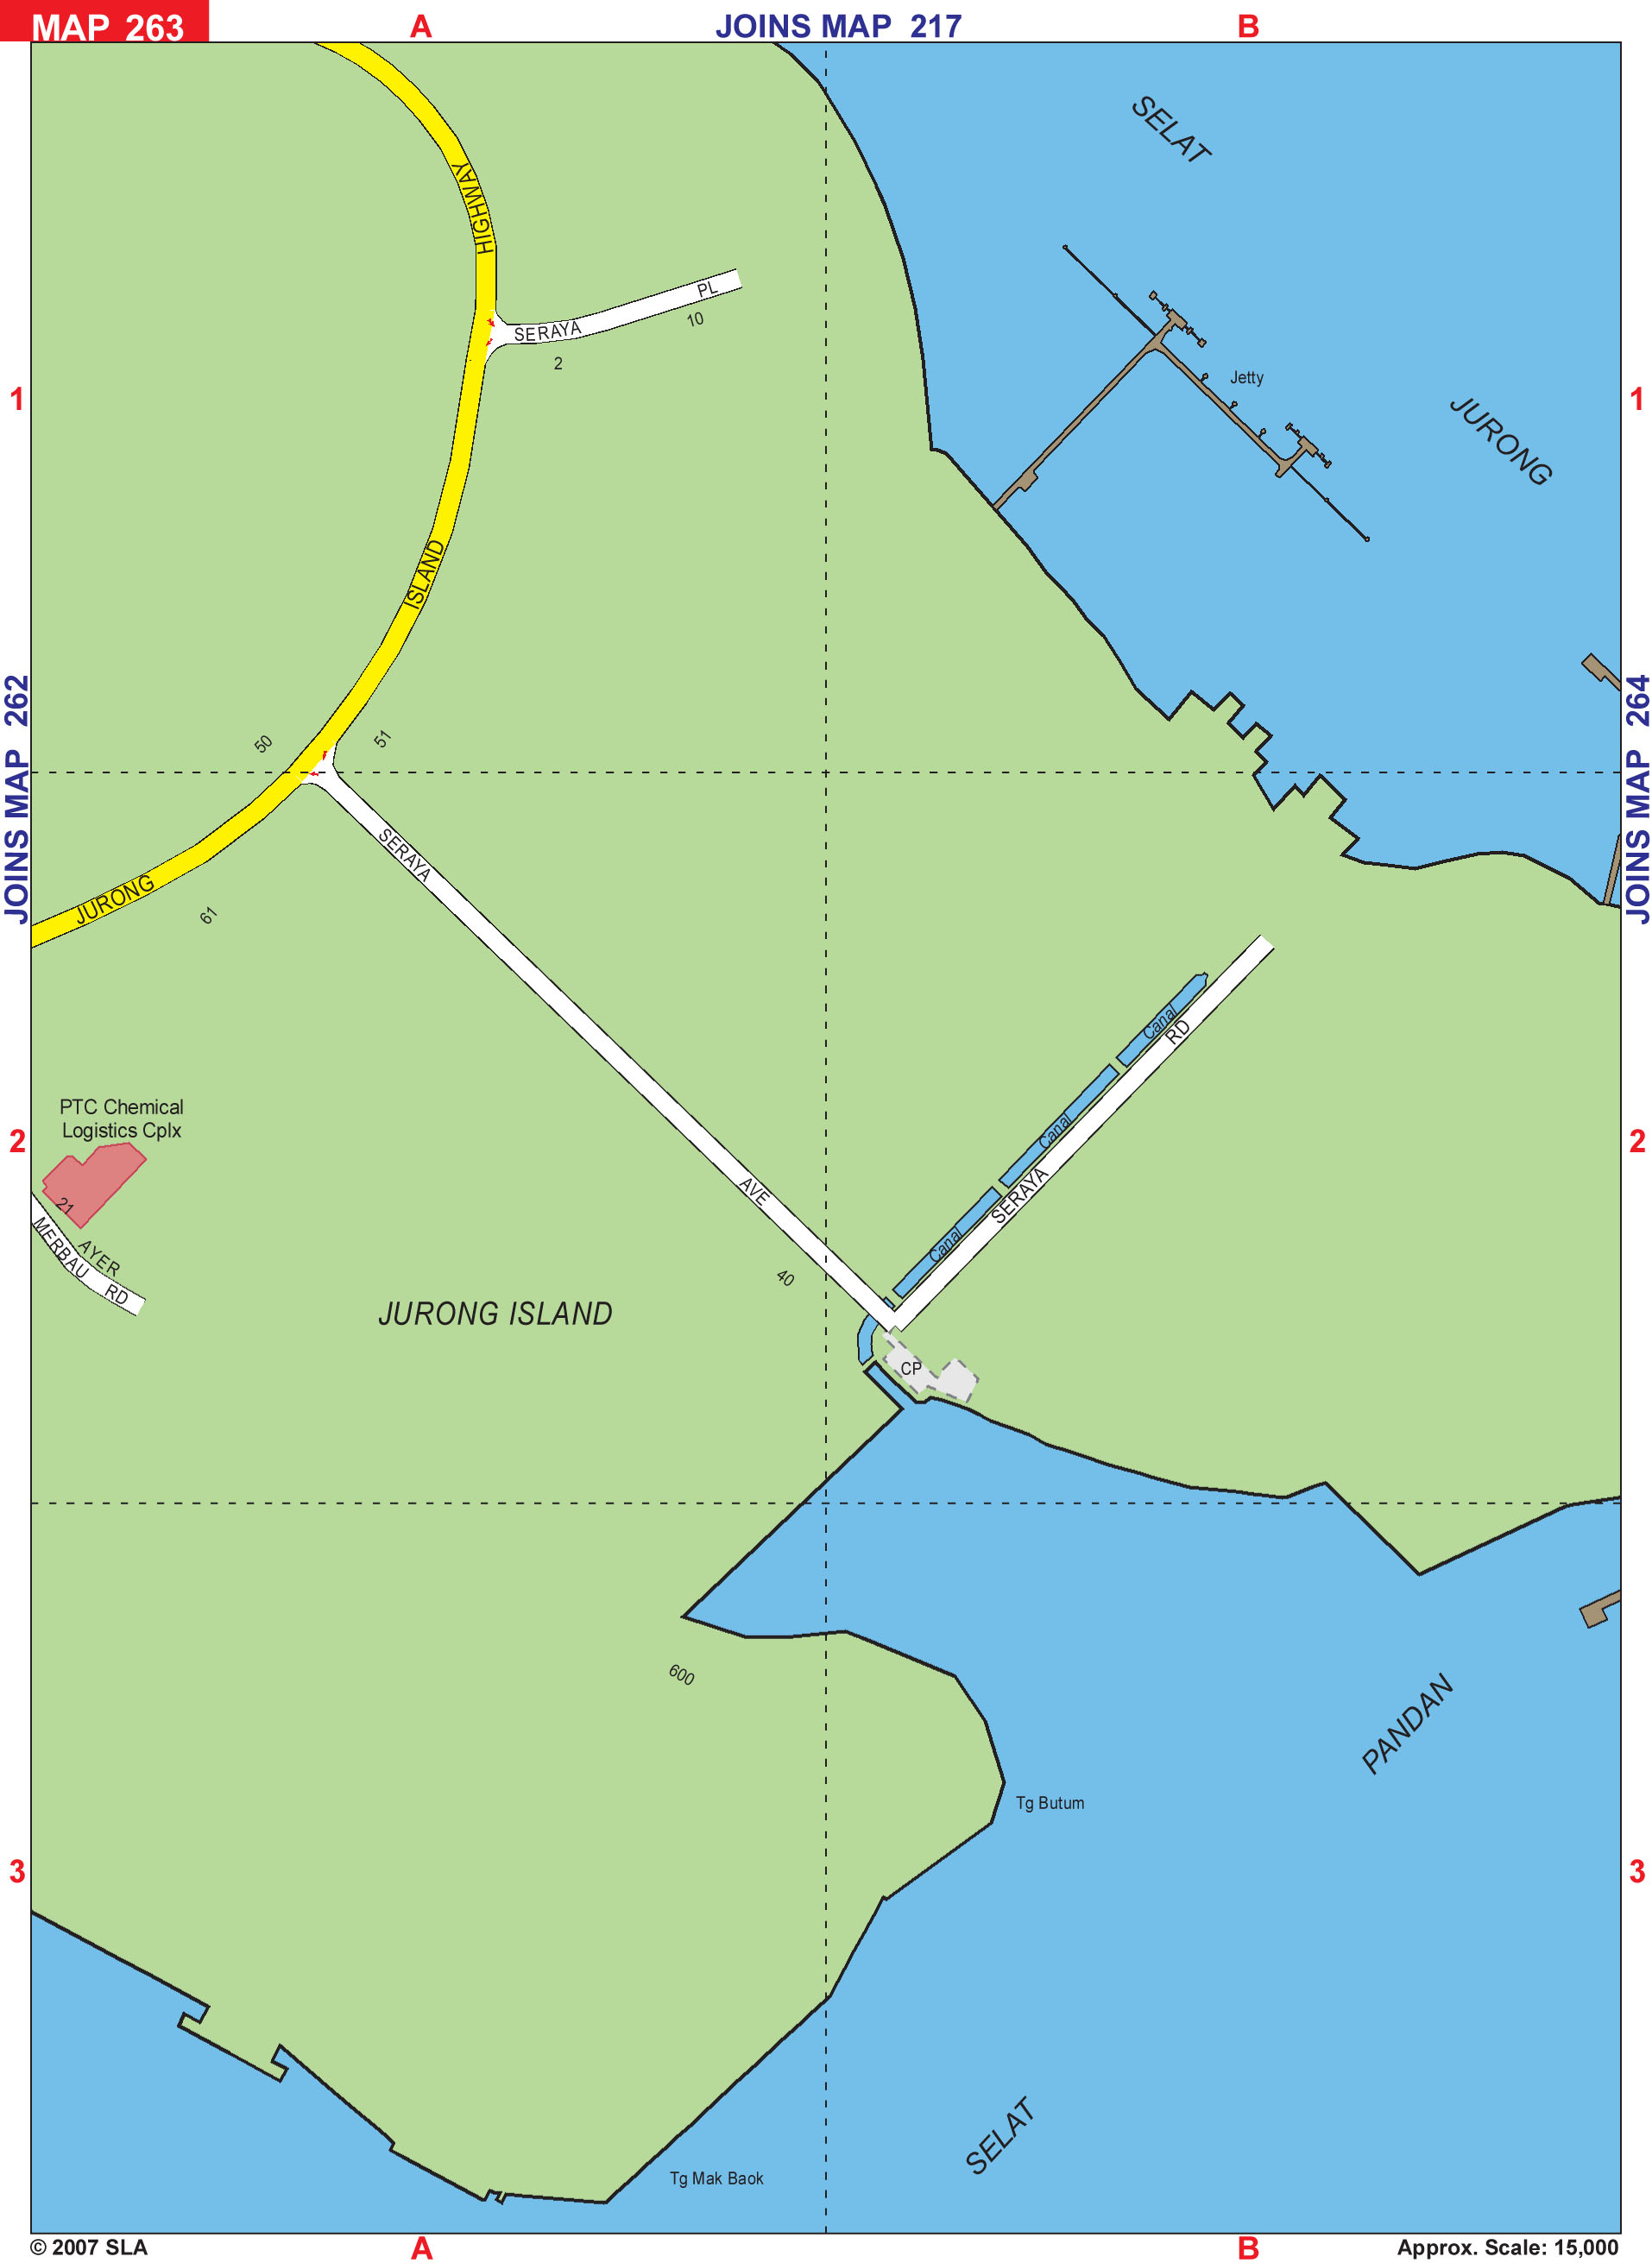 MAP 263
A
JOINS MAP 217
B
SELAT
HIGHWAY
SERAYA PL
2
10
Jetty
1
1
JURONG
ISLAND
JOINS MAP 262
JOINS MAP 264
50
51
SERAYA
JURONG
61
Canal
RD
PTC Chemical
Logistics Cplx
2
2
Canal
21
AVE
SERAYA
MERBAU
AYER
RD
Canal
40
JURONG ISLAND
CP
600
PANDAN
Tg Butum
3
3
SELAT
Tg Mak Baok
© 2007 SLA
A
B
Approx. Scale: 15,000